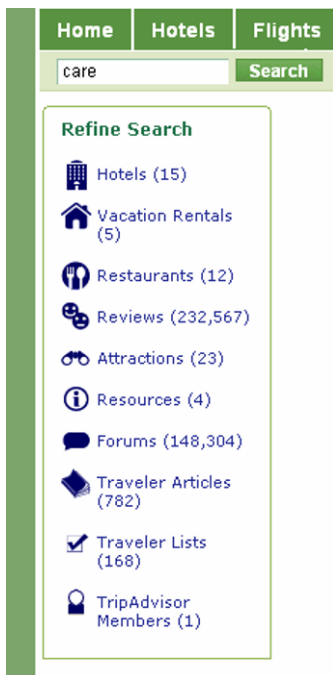 Home Hotels Flights
care Search
Refine Search
Hotels (15)
Vacation Rentals
(5)
Restaurants (12)
Reviews (232,567)
Attractions (23)
Resources (4)
Forums (148,304)
Traveler Articles
(782)
Traveler Lists
(168)
TripAdvisor
Members (1)